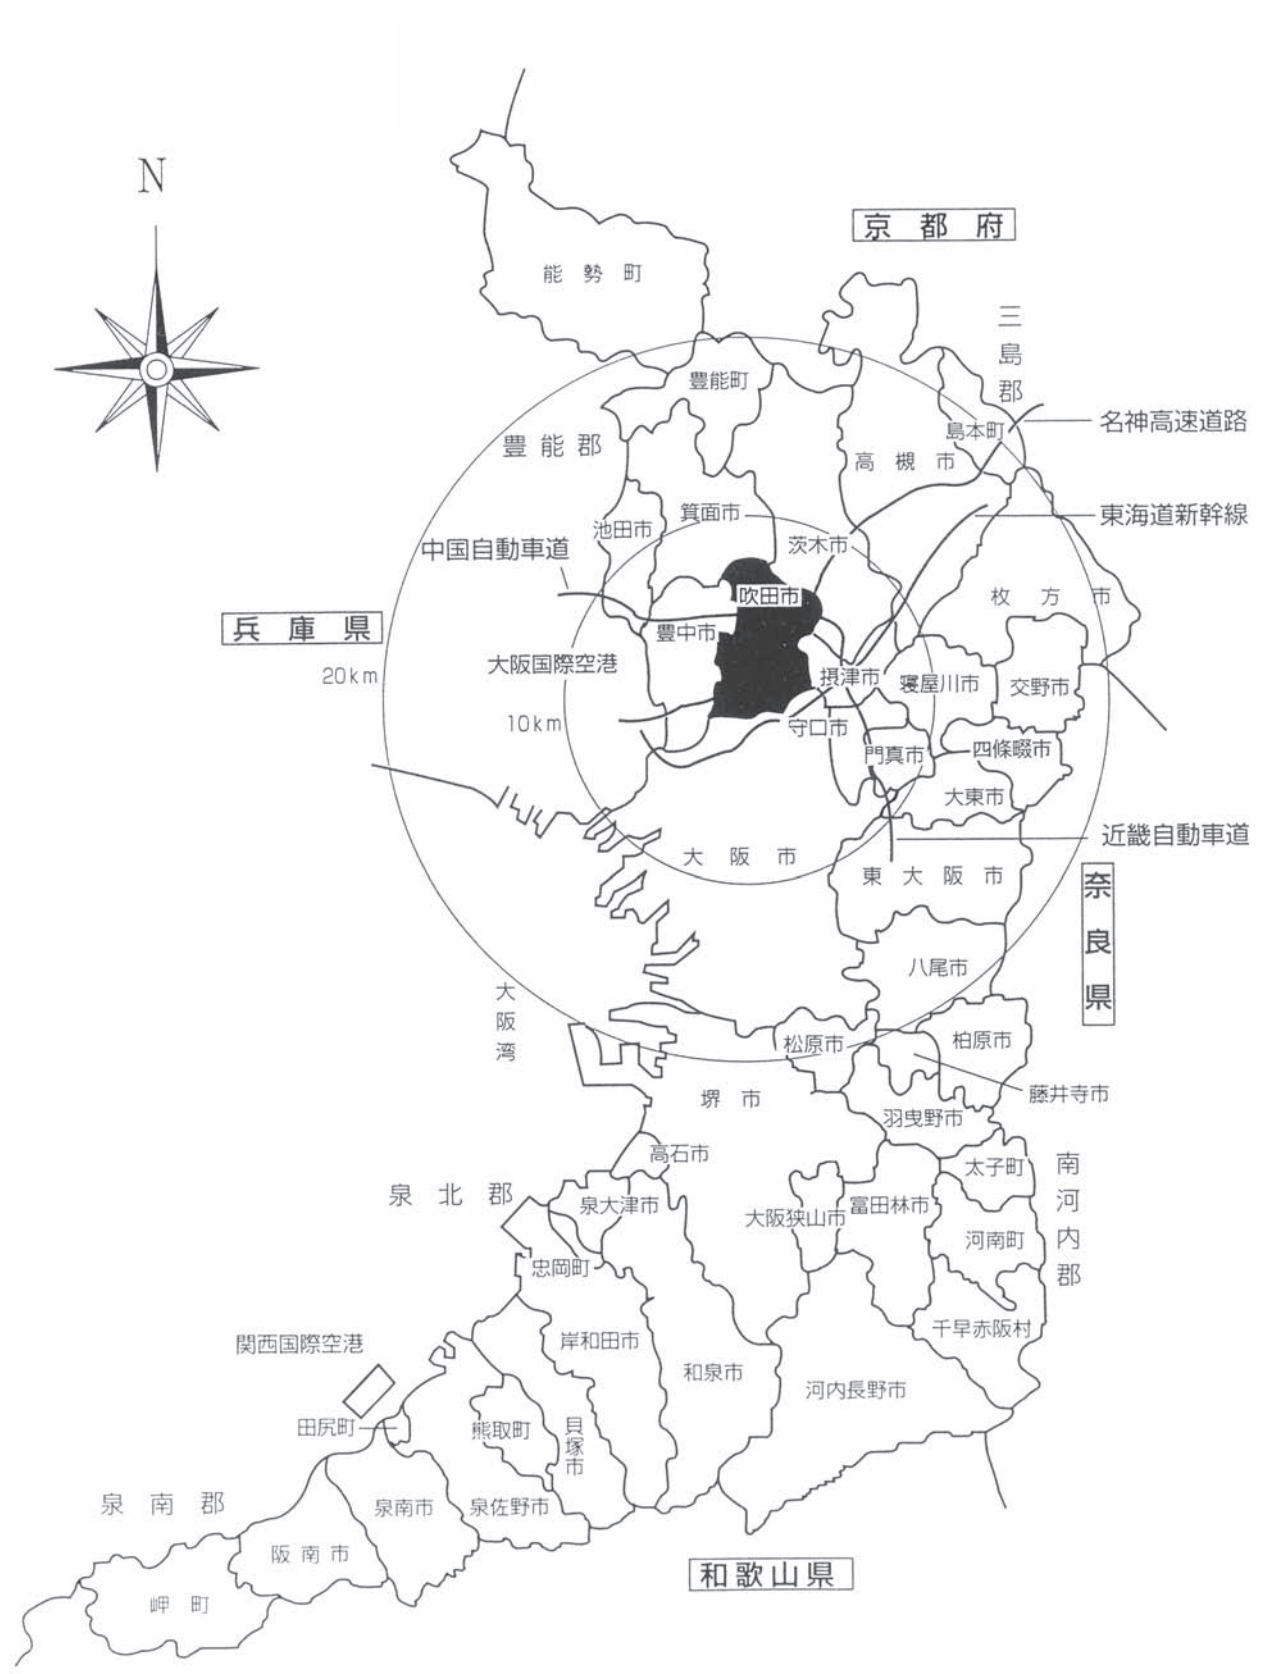 N
京都府
能勢町
三島郡
豊能町
名神高速道路
島本町
豊能郡
高槻市
箕面市
東海道新幹線
池田市
茨木市
中国自動車道
吹田市
枚方市
兵庫県
豊中市
大阪国際空港
20km
摂津市
寝屋川市
交野市
10km
守口市
門真市
四條畷市
大東市
近畿自動車道
大阪市
東大阪市
奈良県
八尾市
大阪湾
松原市
柏原市
藤井寺市
堺市
羽曳野市
高石市
太子町
南河内郡
泉北郡
泉大津市
大阪狭山市
富田林市
河南町
忠岡町
千早赤阪村
関西国際空港
岸和田市
和泉市
河内長野市
田尻町
熊取町
貝塚市
泉南郡
泉南市
泉佐野市
阪南市
和歌山県
岬町